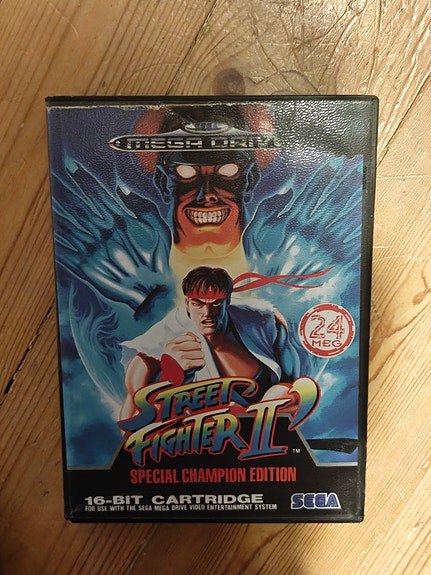 MEGA DRIVE
24
MEG
STREET
FIGHTER II'
TM
SPECIAL CHAMPION EDITION
16-BIT CARTRIDGE
SEGA
FOR USE WITH THE SEGA MEGA DRIVE VIDEO ENTERTAINMENT SYSTEM